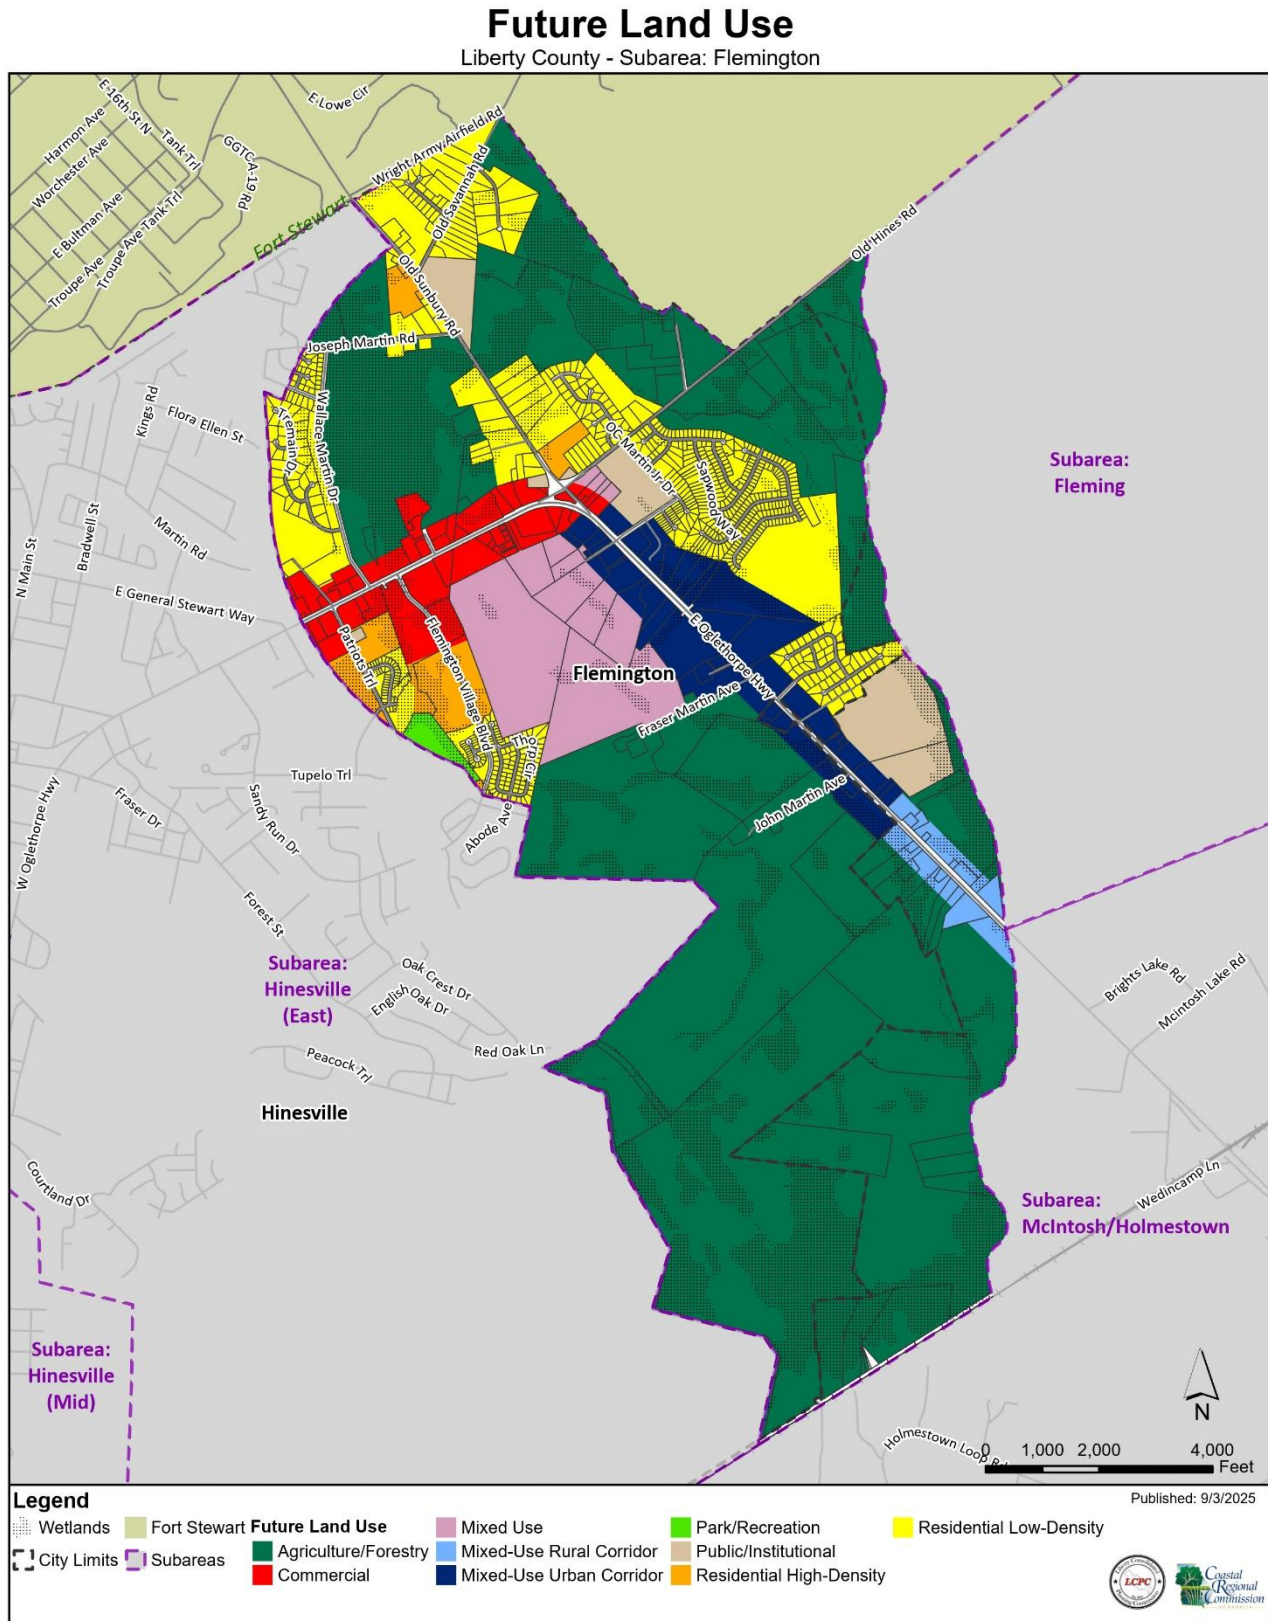 Future Land Use
Liberty County - Subarea: Flemington
E 16th St N
E Lowe Cir
Harmon Ave
Tank Trl
Worchester Ave
GGTC-A-19 Rd
Wright Army Airfield Rd
Old Savannah Rd
E Bultman Ave
Troupe Ave Tank Trl
Troupe Ave
Fort Stewart
Old Hines Rd
Old Sunbury Rd
Joseph Martin Rd
Kings Rd
Flora Ellen St
Tremain Dr
Wallace Martin Dr
OC Martin Jr Dr
Sapwood Way
Subarea:
Fleming
N Main St
Bradwell St
Martin Rd
E General Stewart Way
Patriots Trl
Flemington Village Blvd
Flemington
E Oglethorpe Hwy
Fraser Martin Ave
Thorp Cir
Tupelo Trl
W Oglethorpe Hwy
Fraser Dr
Sandy Run Dr
Abode Ave
John Martin Ave
Forest St
Subarea:
Hinesville
(East)
Oak Crest Dr
English Oak Dr
Red Oak Ln
Peacock Trl
Brights Lake Rd
Mcintosh Lake Rd
Hinesville
Courtland Dr
Wedincamp Ln
Subarea:
McIntosh/Holmestown
Subarea:
Hinesville
(Mid)
N
Holmestown Loop Rd
0 1,000 2,000 4,000
Feet
Legend
Published: 9/3/2025
Wetlands
Fort Stewart
City Limits
Subareas
Future Land Use
Agriculture/Forestry
Commercial
Mixed Use
Mixed-Use Rural Corridor
Mixed-Use Urban Corridor
Park/Recreation
Public/Institutional
Residential High-Density
Residential Low-Density
LCPC
Coastal
Regional
Commission